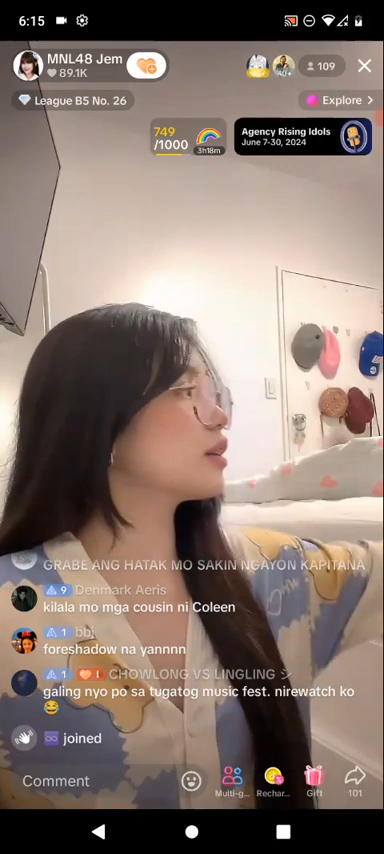 6:15
MNL48 Jem
89.1K
109
League B5 No. 26
Explore >
749
/1000
3h18m
Agency Rising Idols
June 7-30, 2024
GRABE ANG HATAK MO SAKIN NGAYON KAPITANA
9 Denmark Aeris
kilala mo mga cousin ni Coleen
1 bbj
foreshadow na yannnn
1 CHOWLONG VS LINGLING シ
galing nyo po sa tugatog music fest. nirewatch ko
😂
joined
Comment
Multi-g...
Rechar...
Gift
101